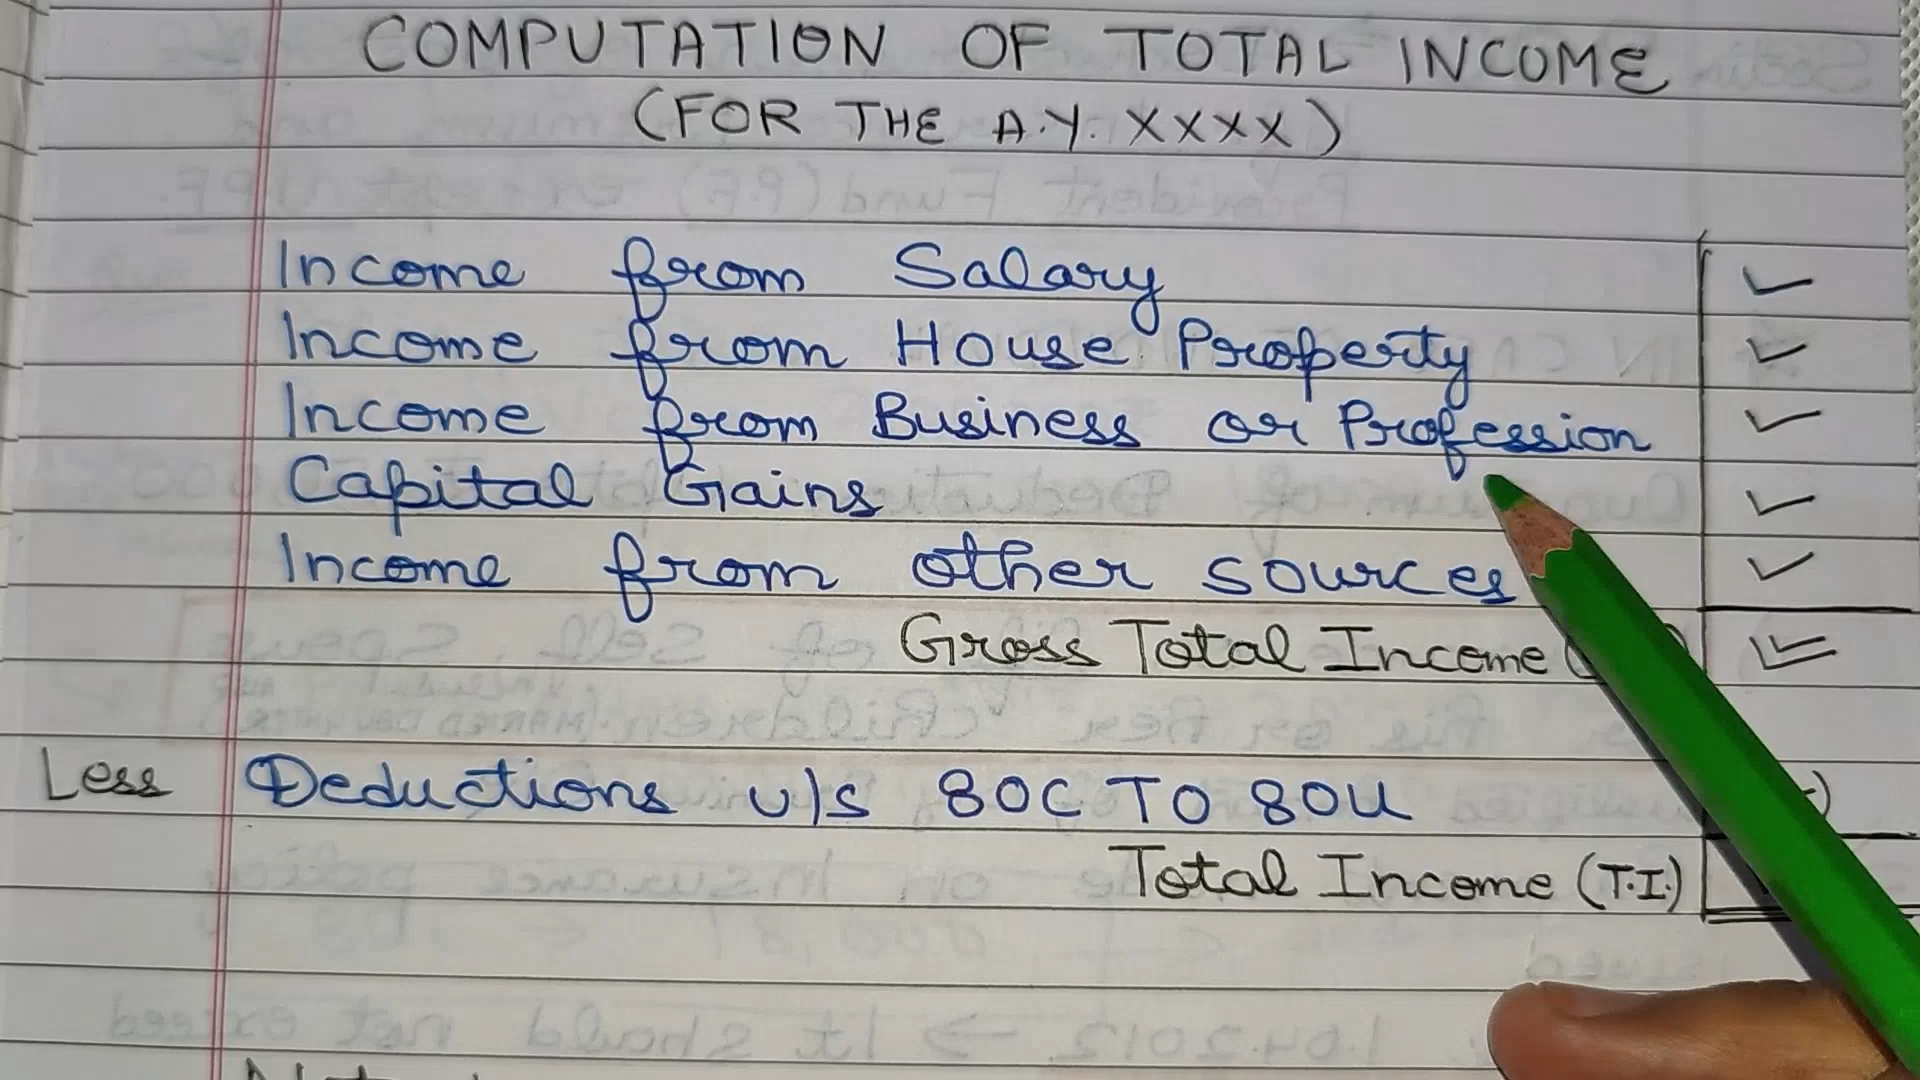 COMPUTATION OF TOTAL INCOME
(FOR THE A.Y. XXXX)
Income from Salary
Income from House Property
Income from Business or Profession
Capital Gains
Income from other sources
Gross Total Income (
Less Deductions u/s 80C TO 80U
Total Income (T.I.)